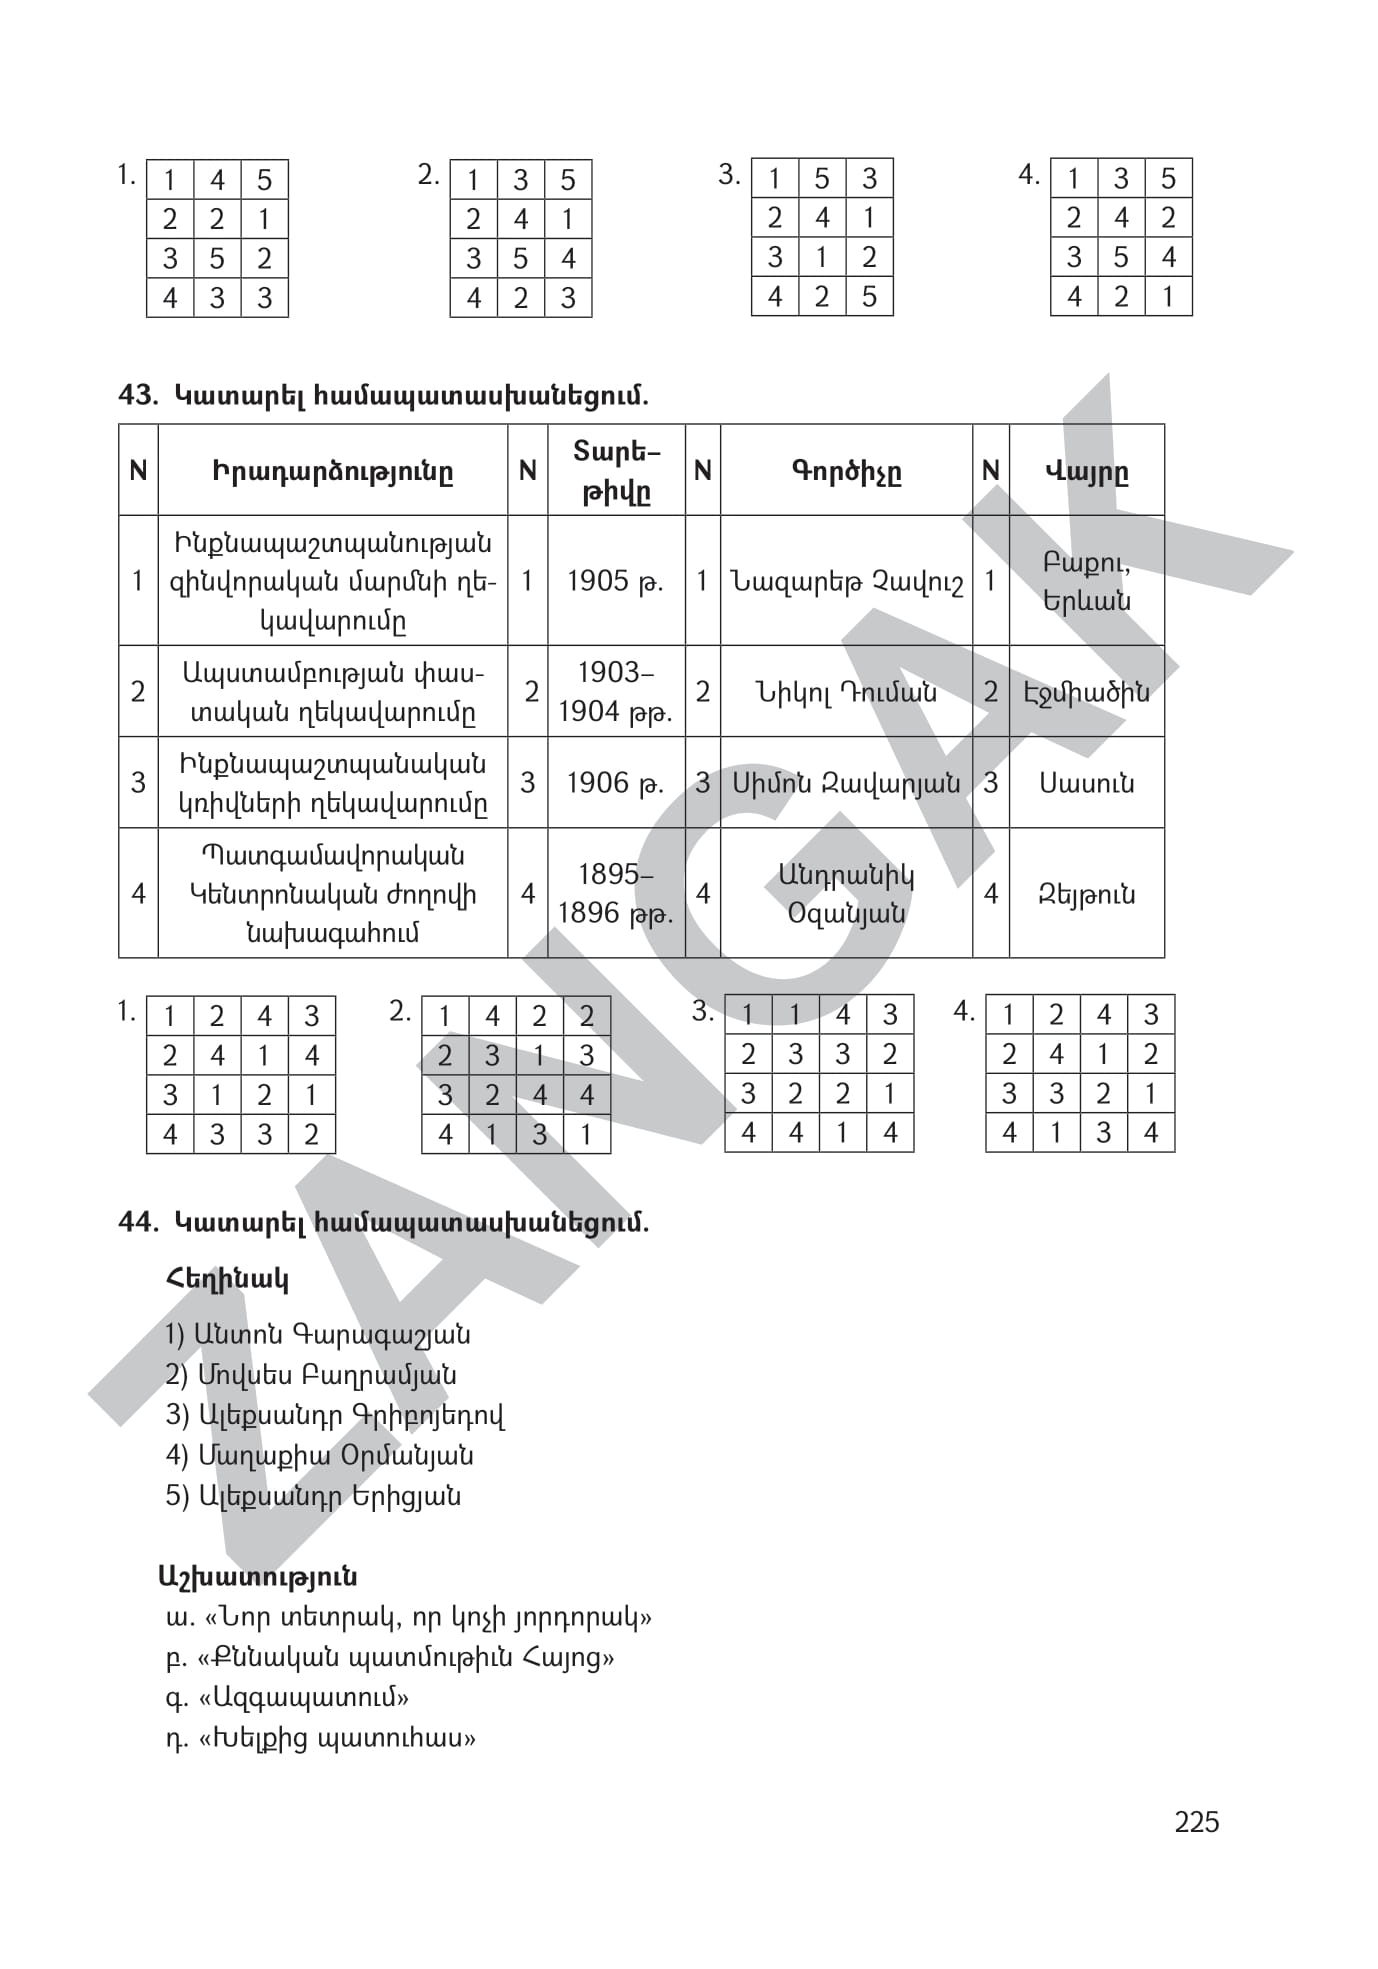 1. 1 4 5 2. 1 3 5 3. 1 5 3 4. 1 3 5
2 2 1 2 4 1 2 4 1 2 4 2
3 5 2 3 5 4 3 1 2 3 5 4
4 3 3 4 2 3 4 2 5 4 2 1
43. Կատարել համապատասխանեցում.
N Իրադարձությունը N Տարե–թիվը N Գործիչը N Վայրը
1 Ինքնապաշտպանության
զինվորական մարմնի ղե-
կավարումը
1 1905 թ. 1 Նազարեթ Չավուշ 1 Բաքու,
Երևան
2 Ապստամբության փաս-
տական ղեկավարումը
2 1903–
1904 թթ.
2 Նիկոլ Դուման 2 Էջմիածին
3 Ինքնապաշտպանական
կռիվների ղեկավարումը
3 1906 թ. 3 Սիմոն Զավարյան 3 Սասուն
4 Պատգամավորական
Կենտրոնական ժողովի
նախագահում
4 1895–
1896 թթ.
4 Անդրանիկ
Օզանյան
4 Զեյթուն
1. 1 2 4 3 2. 1 4 2 2 3. 1 1 4 3 4. 1 2 4 3
2 4 1 4 2 3 1 3 2 3 3 2 2 4 1 2
3 1 2 1 3 2 4 4 3 2 2 1 3 3 2 1
4 3 3 2 4 1 3 1 4 4 1 4 4 1 3 4
44. Կատարել համապատասխանեցում.
Հեղինակ
1) Անտոն Գարագաշյան
2) Մովսես Բաղրամյան
3) Ալեքսանդր Գրիբոյեդով
4) Մաղաքիա Օրմանյան
5) Ալեքսանդր Երիցյան
Աշխատություն
ա. «Նոր տետրակ, որ կոչի յորդորակ»
բ. «Քննական պատմութիւն Հայոց»
գ. «Ազգապատում»
դ. «Խելքից պատուհաս»
225
ZANGAK